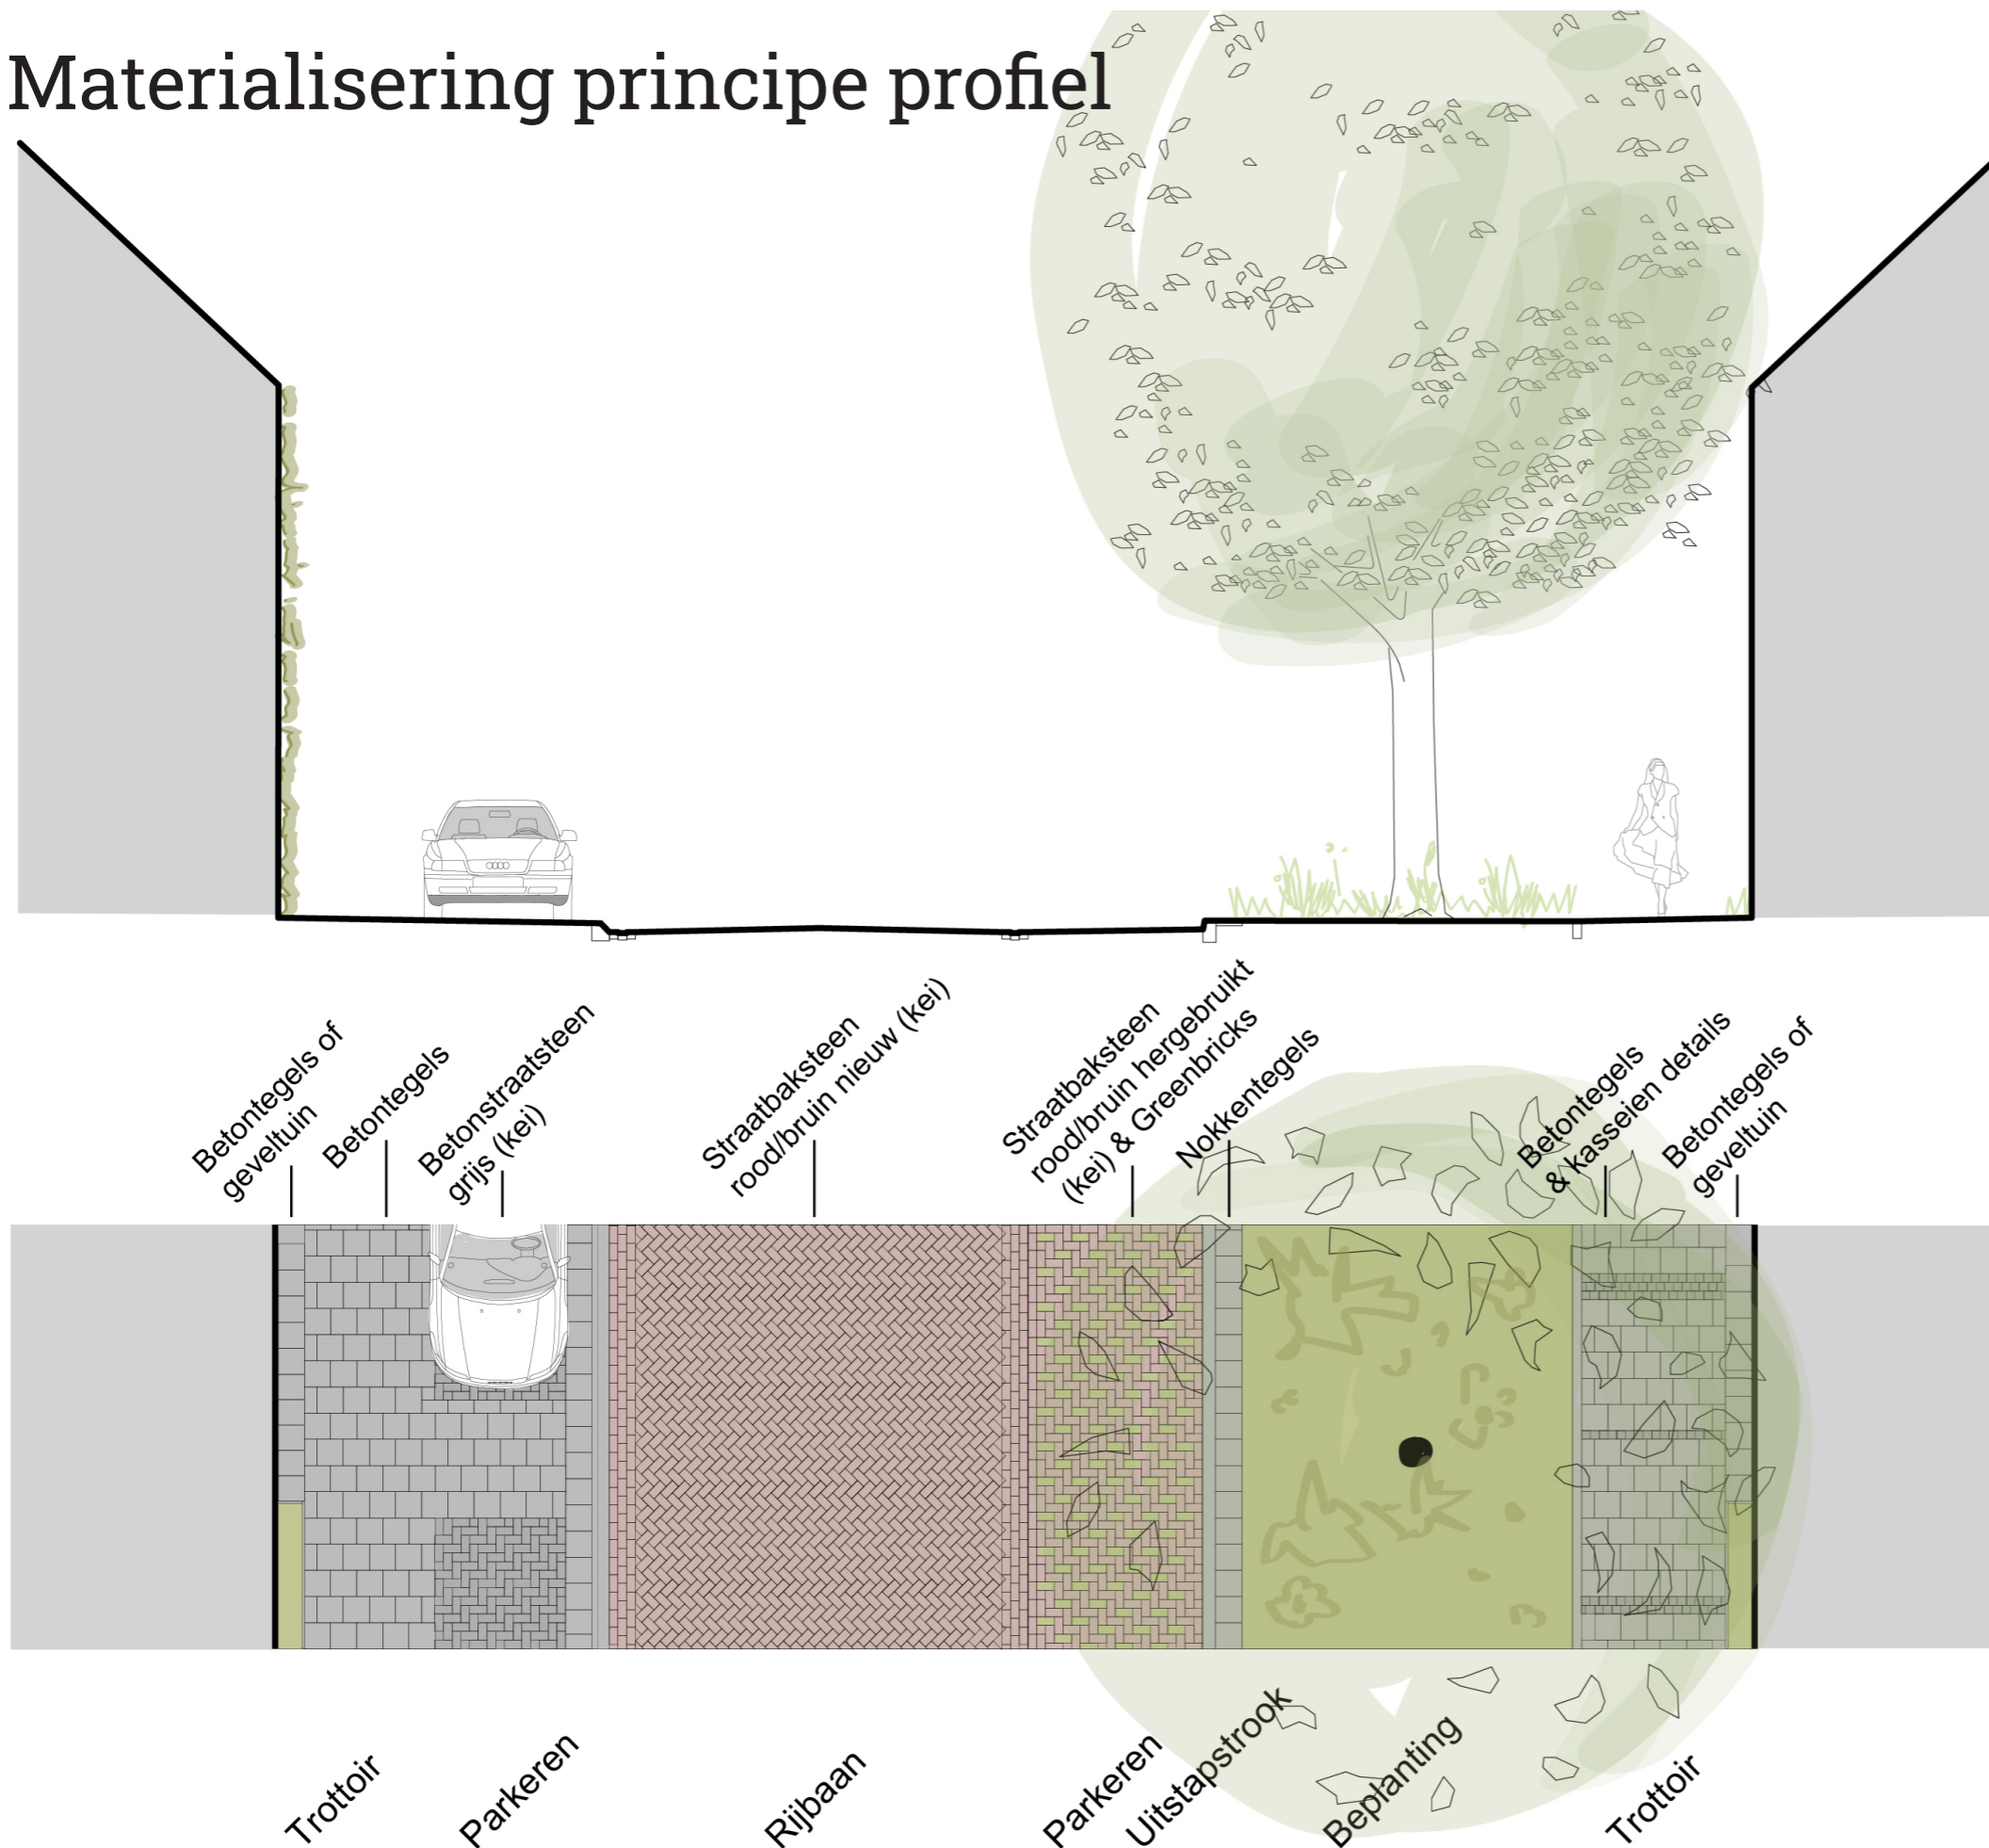 Materialisering principe profiel
Betontegels of
geveltuin
Betontegels
Betonstraatsteen
grijs (kei)
Straatbaksteen
rood/bruin nieuw (kei)
Straatbaksteen
rood/bruin hergebruikt
(kei) & Greenbricks
Nokkentegels
Betontegels
& kasseien details
Betontegels of
geveltuin
Trottoir
Parkeren
Rijbaan
Parkeren
Uitstapstrook
Beplanting
Trottoir